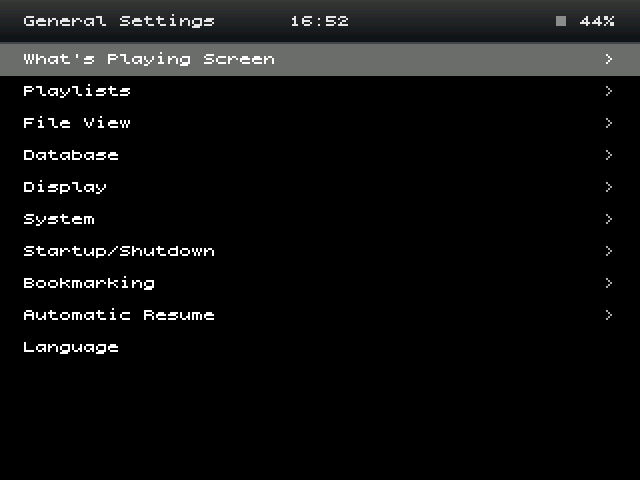 General Settings 16:52 44%
What's Playing Screen >
Playlists >
File View >
Database >
Display >
System >
Startup/Shutdown >
Bookmarking >
Automatic Resume >
Language